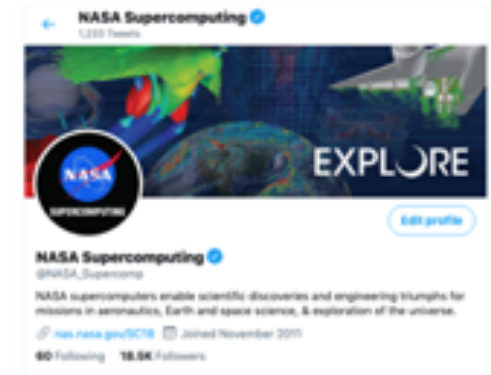 NASA Supercomputing
1,233 Tweets
EXPLORE
NASA
SUPERCOMPUTING
Edit profile
NASA Supercomputing
@NASA_Supercomp
NASA supercomputers enable scientific discoveries and engineering triumphs for
missions in aeronautics, Earth and space science, & exploration of the universe.
nas.nasa.gov/SC18 Joined November 2011
60 Following 18.5K Followers